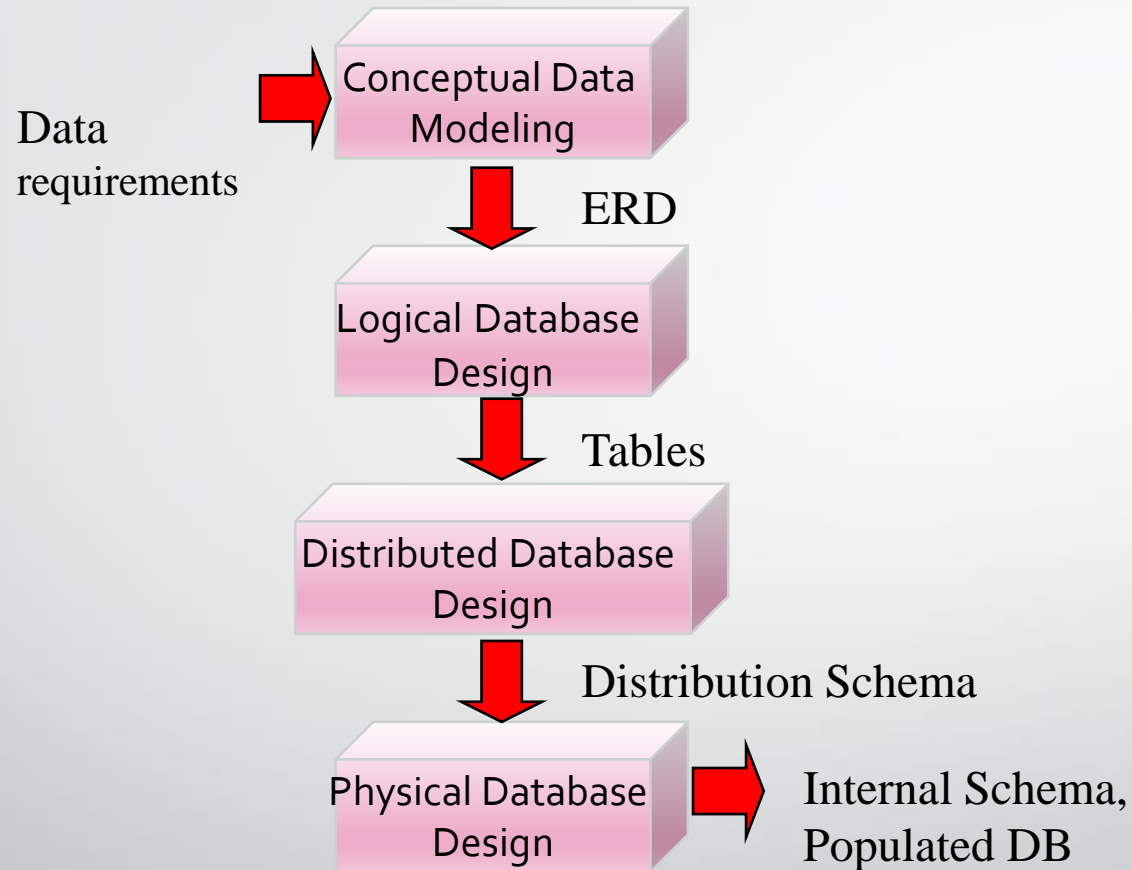 Conceptual Data
Modeling
Data
requirements
ERD
Logical Database
Design
Tables
Distributed Database
Design
Distribution Schema
Physical Database
Design
Internal Schema,
Populated DB